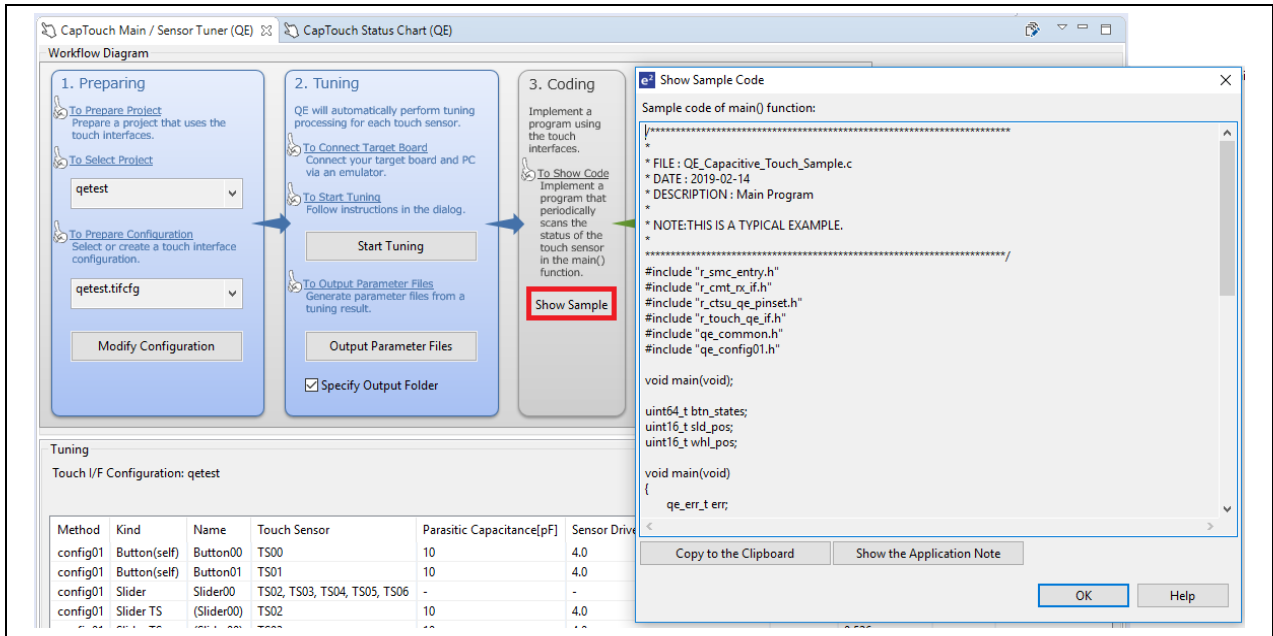 CapTouch Main / Sensor Tuner (QE)
CapTouch Status Chart (QE)
Workflow Diagram
1. Preparing
To Prepare Project
Prepare a project that uses the
touch interfaces.
To Select Project
qetest
To Prepare Configuration
Select or create a touch interface
configuration.
qetest.tifcfg
Modify Configuration
2. Tuning
QE will automatically perform tuning
processing for each touch sensor.
To Connect Target Board
Connect your target board and PC
via an emulator.
To Start Tuning
Follow instructions in the dialog.
Start Tuning
To Output Parameter Files
Generate parameter files from a
tuning result.
Output Parameter Files
Specify Output Folder
3. Coding
Implement a
program using
the touch
interfaces.
To Show Code
Implement a
program that
periodically
scans the
status of the
touch sensor
in the main()
function.
Show Sample
Tuning
Touch I/F Configuration: qetest
Method Kind Name Touch Sensor Parasitic Capacitance[pF] Sensor Drive
config01 Button(self) Button00 TS00 10 4.0
config01 Button(self) Button01 TS01 10 4.0
config01 Slider Slider00 TS02, TS03, TS04, TS05, TS06 - -
config01 Slider TS (Slider00) TS02 10 4.0
e² Show Sample Code
Sample code of main() function:
/***********************************************************************
*
* FILE : QE_Capacitive_Touch_Sample.c
* DATE : 2019-02-14
* DESCRIPTION : Main Program
*
* NOTE:THIS IS A TYPICAL EXAMPLE.
*
***********************************************************************/
#include "r_smc_entry.h"
#include "r_cmt_rx_if.h"
#include "r_ctsu_qe_pinset.h"
#include "r_touch_qe_if.h"
#include "qe_common.h"
#include "qe_config01.h"
void main(void);
uint64_t btn_states;
uint16_t sld_pos;
uint16_t whl_pos;
void main(void)
{
qe_err_t err;
Copy to the Clipboard
Show the Application Note
OK
Help